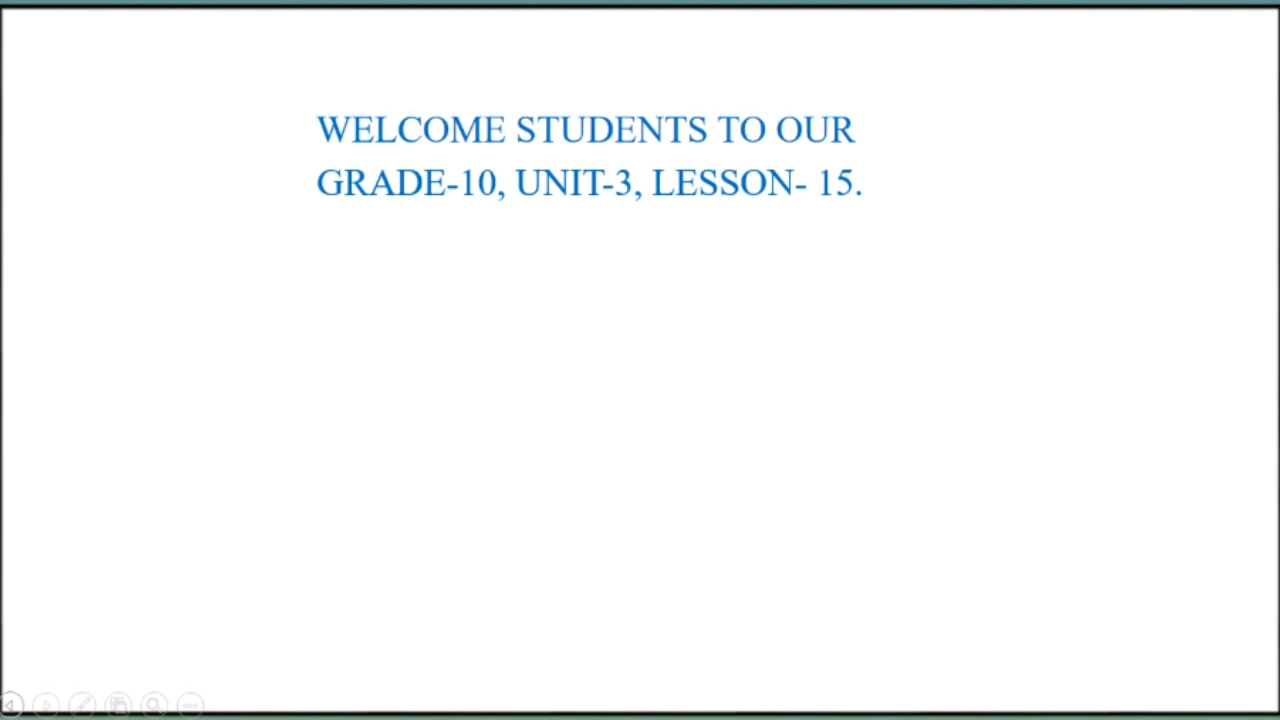 WELCOME STUDENTS TO OUR
GRADE-10, UNIT-3, LESSON- 15.